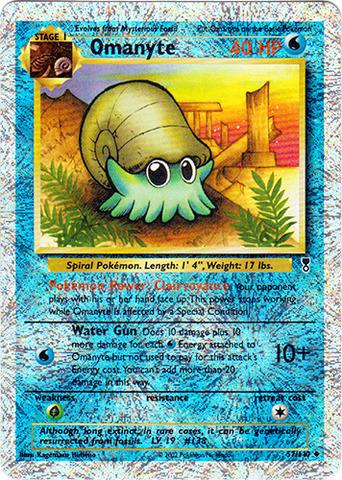 Evolves from Mysterious Fossil Put Omanyte on the Basic Pokémon
STAGE 1
Omanyte 40 HP
Spiral Pokémon. Length: 1' 4", Weight: 17 lbs.
Pokémon Power: Clairvoyance Your opponent
plays with his or her hand face up. This power stops working
while Omanyte is affected by a Special Condition.
Water Gun Does 10 damage plus 10
more damage for each Energy attached to
Omanyte but not used to pay for this attack's
Energy cost. You can't add more than 20
damage in this way.
10+
weakness resistance retreat cost
Although long extinct, in rare cases, it can be genetically
resurrected from fossils. LV. 19 #138
Illus. Kagemaru Himeno © 2002 Pokémon/Nintendo 57/110